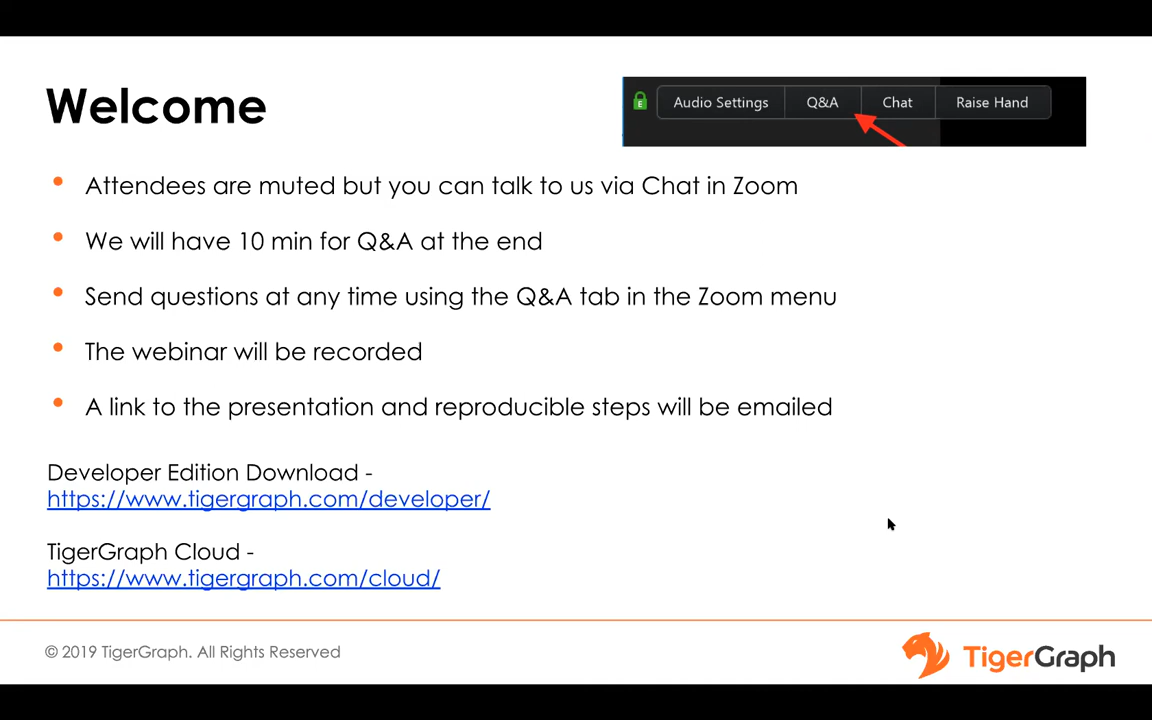 Welcome
E
Audio Settings Q&A Chat Raise Hand
• Attendees are muted but you can talk to us via Chat in Zoom
• We will have 10 min for Q&A at the end
• Send questions at any time using the Q&A tab in the Zoom menu
• The webinar will be recorded
• A link to the presentation and reproducible steps will be emailed
Developer Edition Download -
https://www.tigergraph.com/developer/
TigerGraph Cloud -
https://www.tigergraph.com/cloud/
© 2019 TigerGraph. All Rights Reserved
TigerGraph